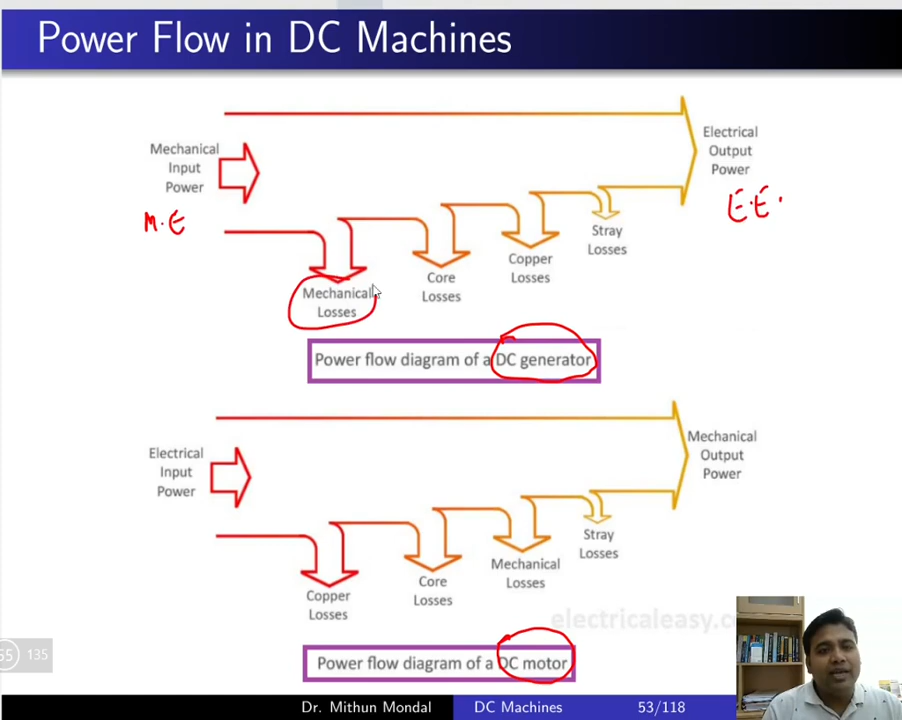 Power Flow in DC Machines
Mechanical
Input
Power
M.E
Electrical
Output
Power
E.E.
Mechanical
Losses
Core
Losses
Copper
Losses
Stray
Losses
Power flow diagram of a DC generator
Electrical
Input
Power
Mechanical
Output
Power
Copper
Losses
Core
Losses
Mechanical
Losses
Stray
Losses
electricaleasy.c
Power flow diagram of a DC motor
55 135
Dr. Mithun Mondal DC Machines 53/118